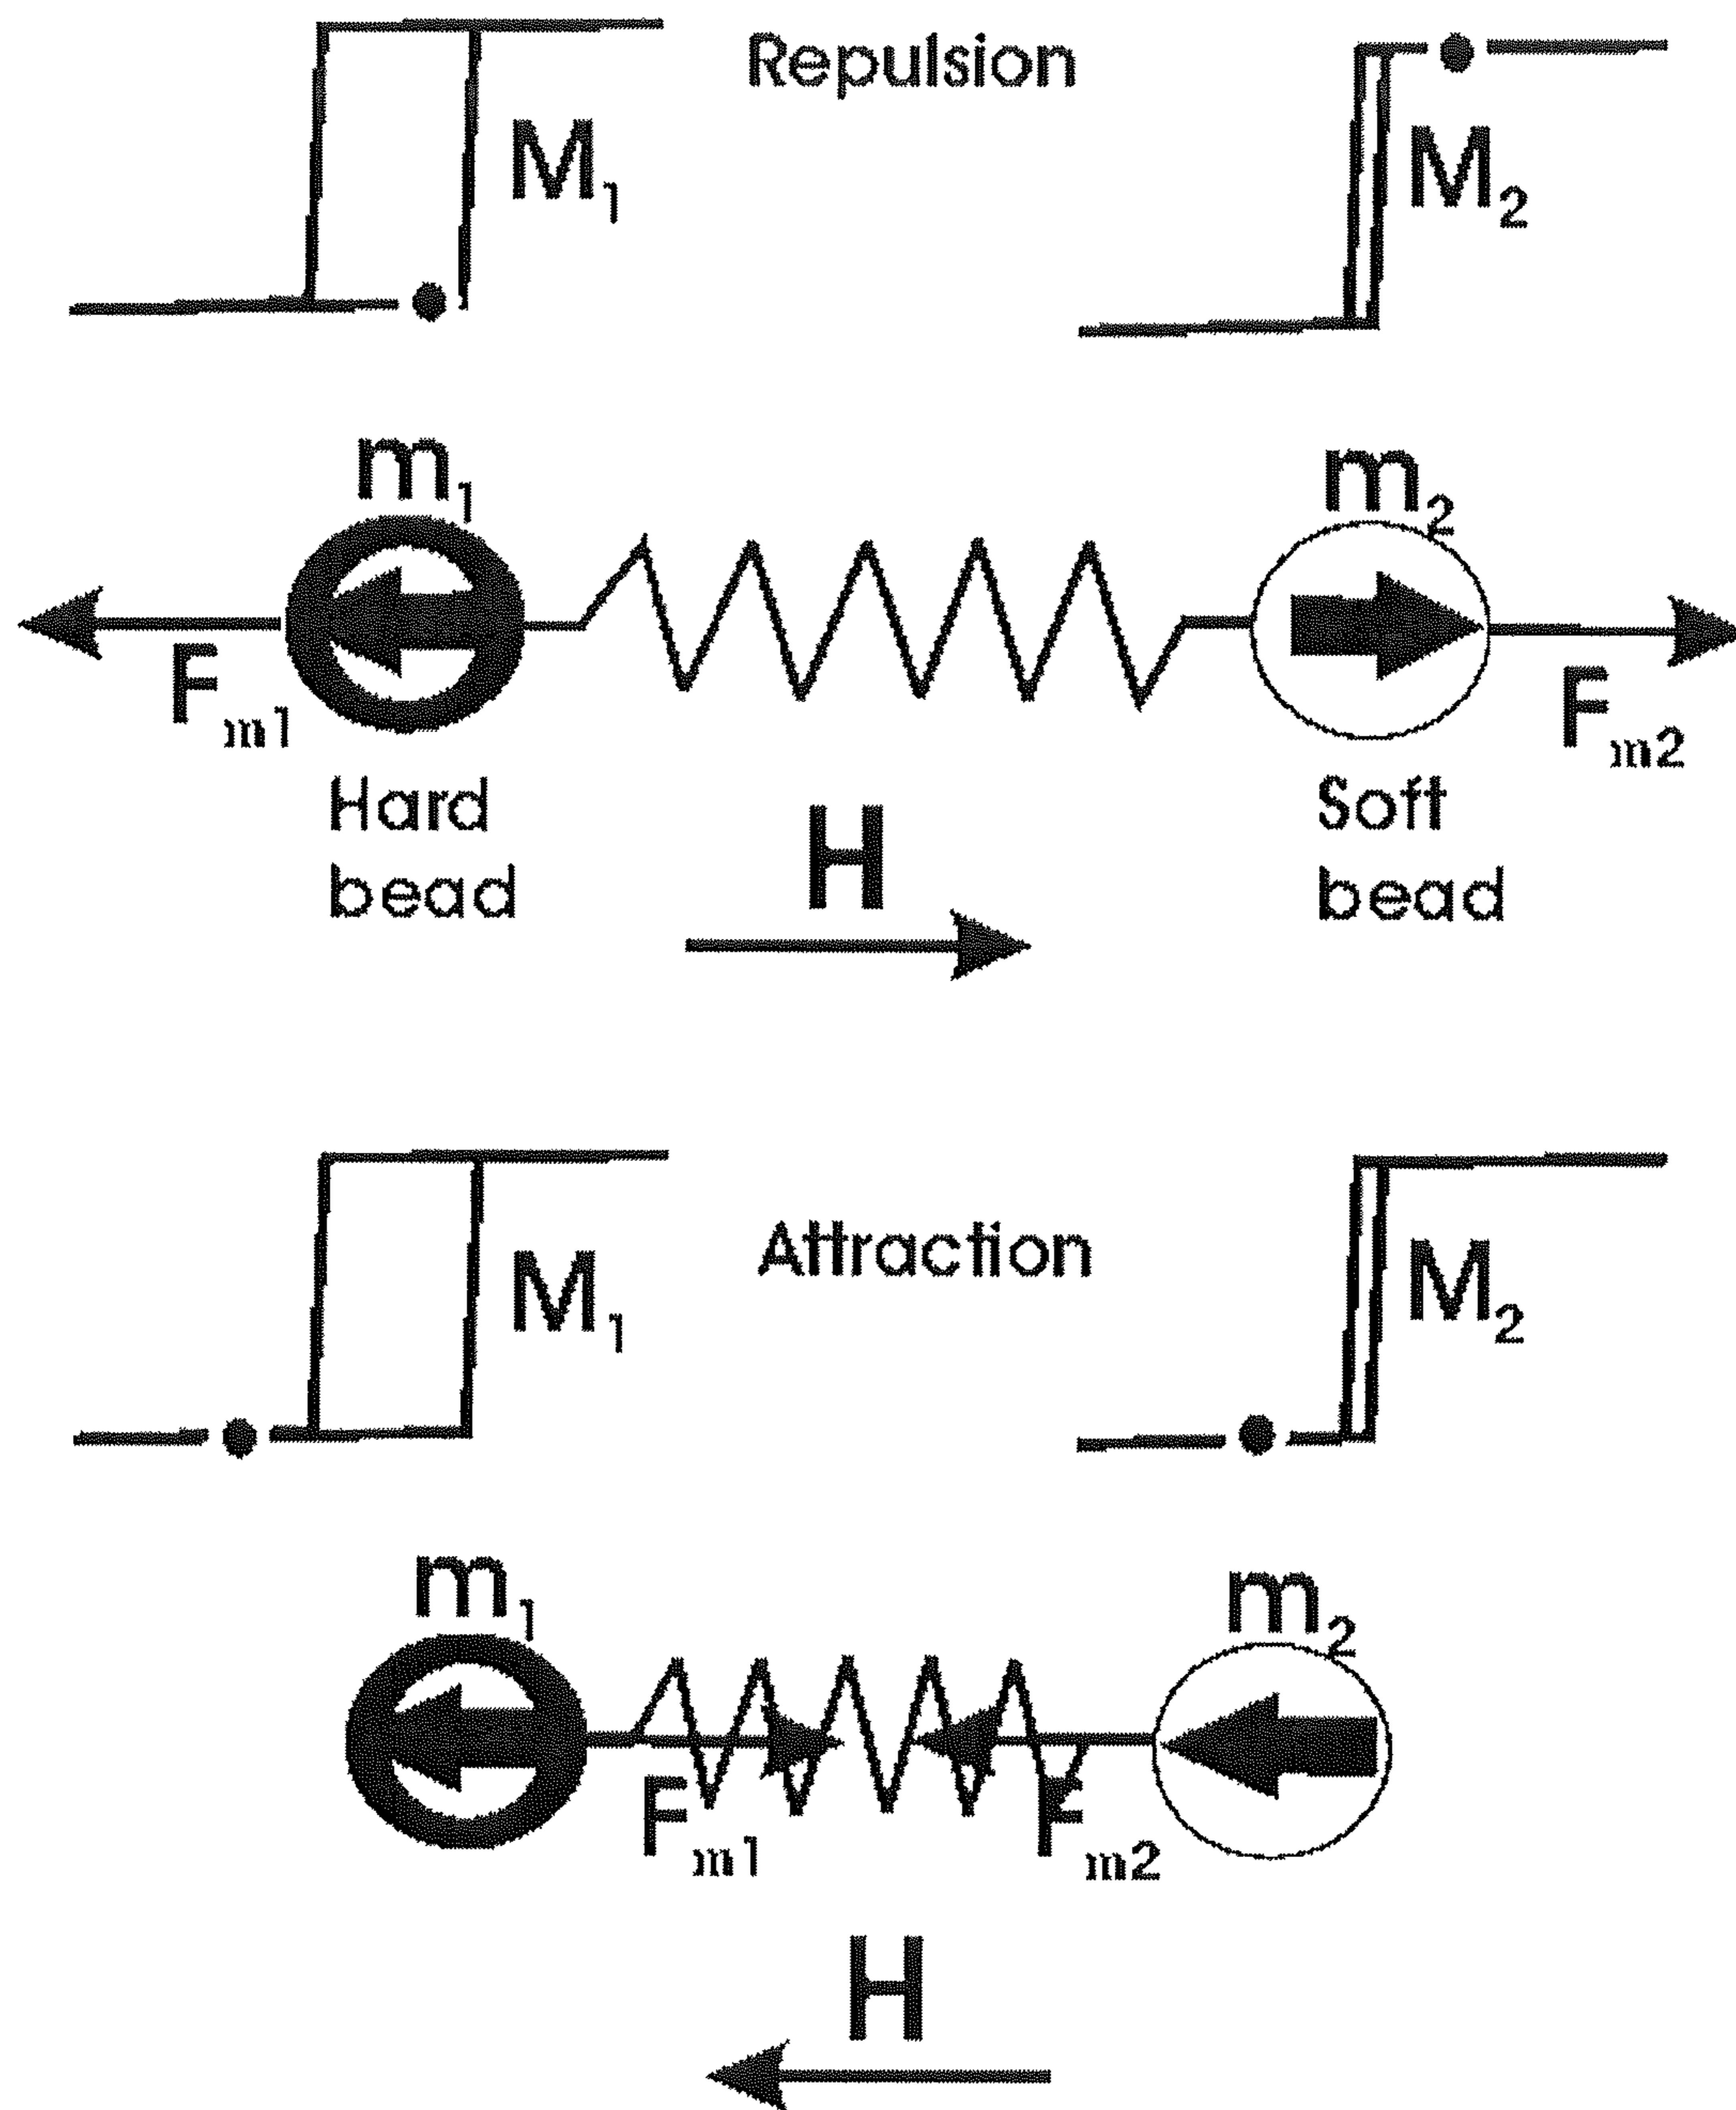 Repulsion
M1
M2
m1
m2
Fm1
Fm2
Hard
bead
Soft
bead
H
Attraction
M1
M2
m1
m2
Fm1
Fm2
H